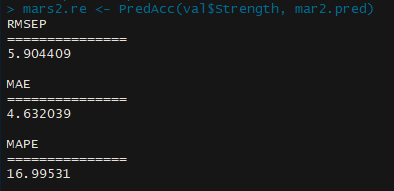 > mars2.re <- PredAcc(val$Strength, mar2.pred)
RMSEP
===============
5.904409
MAE
===============
4.632039
MAPE
===============
16.99531